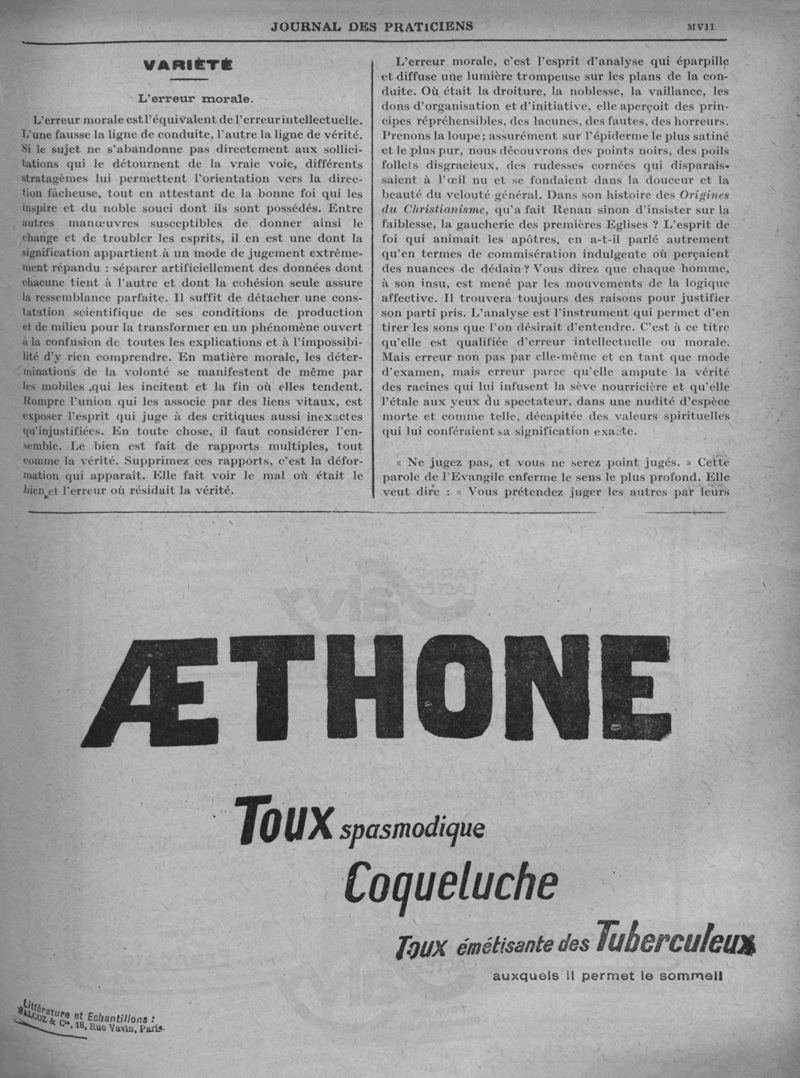 JOURNAL DES PRATICIENS
MVII
VARIÉTÉ
L'erreur morale.
L'erreur morale est l'équivalent de l'erreur intellectuelle.
L'une fausse la ligne de conduite, l'autre la ligne de vérité.
Si le sujet ne s'abandonne pas directement aux sollici-
tations qui le détournent de la vraie voie, différents
stratagèmes lui permettent l'orientation vers la direc-
tion fâcheuse, tout en attestant de la bonne foi qui les
inspire et du noble souci dont ils sont possédés. Entre
autres manœuvres susceptibles de donner ainsi le
change et de troubler les esprits, il en est une dont la
signification appartient à un mode de jugement extrême-
ment répandu : séparer artificiellement des données dont
chacune tient à l'autre et dont la cohésion seule assure
la ressemblance parfaite. Il suffit de détacher une cons-
tatation scientifique de ses conditions de production
et de milieu pour la transformer en un phénomène ouvert
à la confusion de toutes les explications et à l'impossibi-
lité d'y rien comprendre. En matière morale, les déter-
minations de la volonté se manifestent de même par
les mobiles qui les incitent et la fin où elles tendent.
Rompre l'union qui les associe par des liens vitaux, est
exposer l'esprit qui juge à des critiques aussi inexactes
qu'injustifiées. En toute chose, il faut considérer l'en-
semble. Le bien est fait de rapports multiples, tout
comme la vérité. Supprimez ces rapports, c'est la défor-
mation qui apparaît. Elle fait voir le mal où était le
bien et l'erreur où résidait la vérité.
L'erreur morale, c'est l'esprit d'analyse qui éparpille
et diffuse une lumière trompeuse sur les plans de la con-
duite. Où était la droiture, la noblesse, la vaillance, les
dons d'organisation et d'initiative, elle aperçoit des prin-
cipes répréhensibles, des lacunes, des fautes, des horreurs.
Prenons la loupe ; assurément sur l'épiderme le plus satiné
et le plus pur, nous découvrons des points noirs, des poils
follets disgracieux, des rudesses cornées qui disparais-
saient à l'œil nu et se fondaient dans la douceur et la
beauté du velouté général. Dans son histoire des Origines
du Christianisme, qu'a fait Renan sinon d'insister sur la
faiblesse, la gaucherie des premières Eglises ? L'esprit de
foi qui animait les apôtres, en a-t-il parlé autrement
qu'en termes de commisération indulgente où perçaient
des nuances de dédain ? Vous direz que chaque homme,
à son insu, est mené par les mouvements de la logique
affective. Il trouvera toujours des raisons pour justifier
son parti pris. L'analyse est l'instrument qui permet d'en
tirer les sons que l'on désirait d'entendre. C'est à ce titre
qu'elle est qualifiée d'erreur intellectuelle ou morale.
Mais erreur non pas par elle-même et en tant que mode
d'examen, mais erreur parce qu'elle ampute la vérité
des racines qui lui infusent la sève nourricière et qu'elle
l'étale aux yeux du spectateur, dans une nudité d'espèce
morte et comme telle, décapitée des valeurs spirituelles
qui lui conféraient sa signification exacte.
« Ne jugez pas, et vous ne serez point jugés. » Cette
parole de l'Evangile enferme le sens le plus profond. Elle
veut dire : « Vous prétendez juger les autres par leurs
ÆTHONE
Toux spasmodique
Coqueluche
Toux émétisante des Tuberculeux
auxquels il permet le sommeil
Littérature et Echantillons :
FALCOZ & Cie, 18, Rue Vavin, Paris.